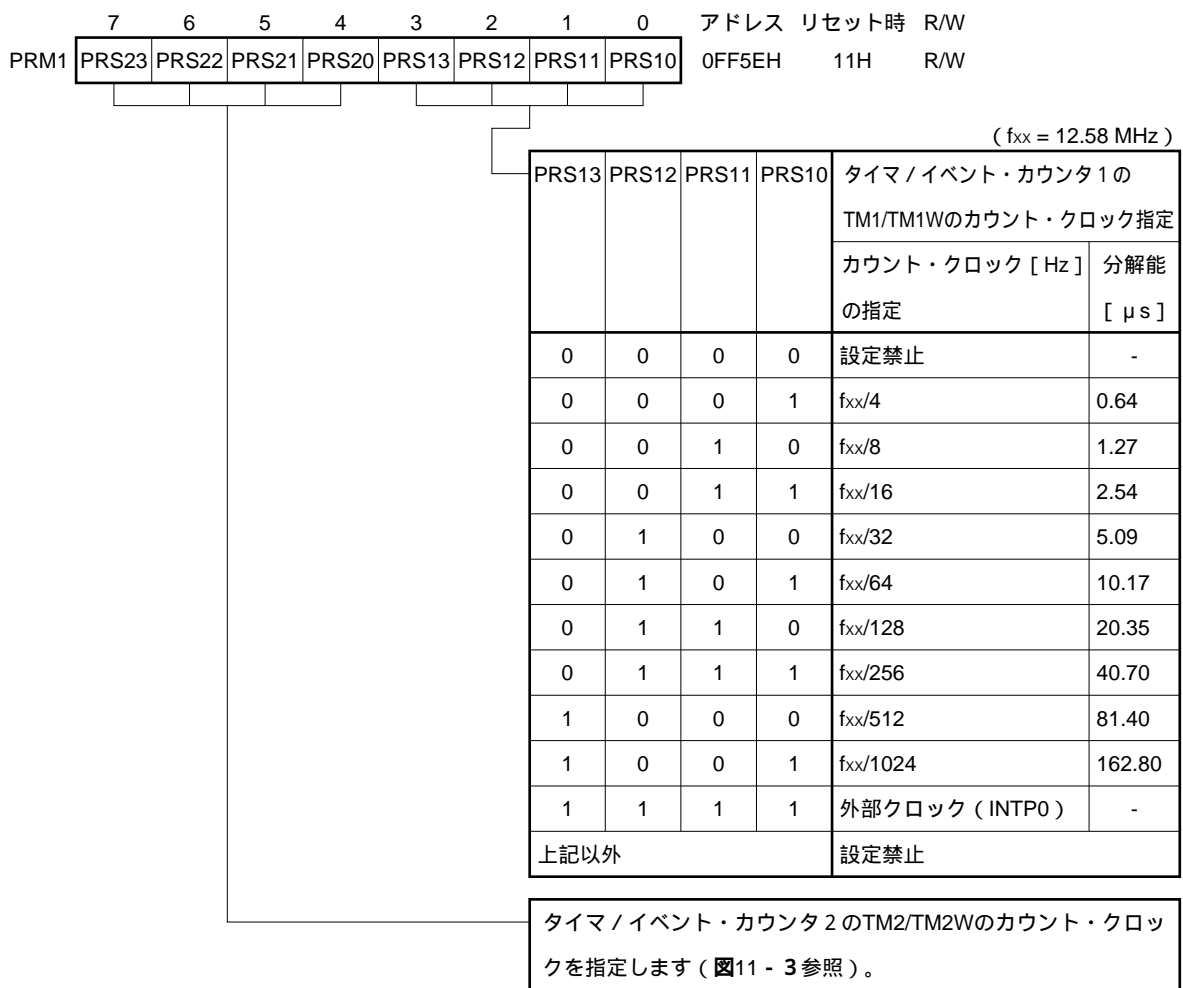 7 6 5 4 3 2 1 0 アドレス リセット時 R/W
PRM1 PRS23 PRS22 PRS21 PRS20 PRS13 PRS12 PRS11 PRS10 0FF5EH 11H R/W
( fxx = 12.58 MHz )
PRS13 PRS12 PRS11 PRS10 タイマ / イベント・カウンタ 1 の
TM1/TM1Wのカウント・クロック指定
カウント・クロック [ Hz ] 分解能
の指定 [ μs ]
0 0 0 0 設定禁止 -
0 0 0 1 fxx/4 0.64
0 0 1 0 fxx/8 1.27
0 0 1 1 fxx/16 2.54
0 1 0 0 fxx/32 5.09
0 1 0 1 fxx/64 10.17
0 1 1 0 fxx/128 20.35
0 1 1 1 fxx/256 40.70
1 0 0 0 fxx/512 81.40
1 0 0 1 fxx/1024 162.80
1 1 1 1 外部クロック ( INTP0 ) -
上記以外 設定禁止
タイマ / イベント・カウンタ 2 のTM2/TM2Wのカウント・クロッ
クを指定します ( 図11 - 3 参照 ) 。